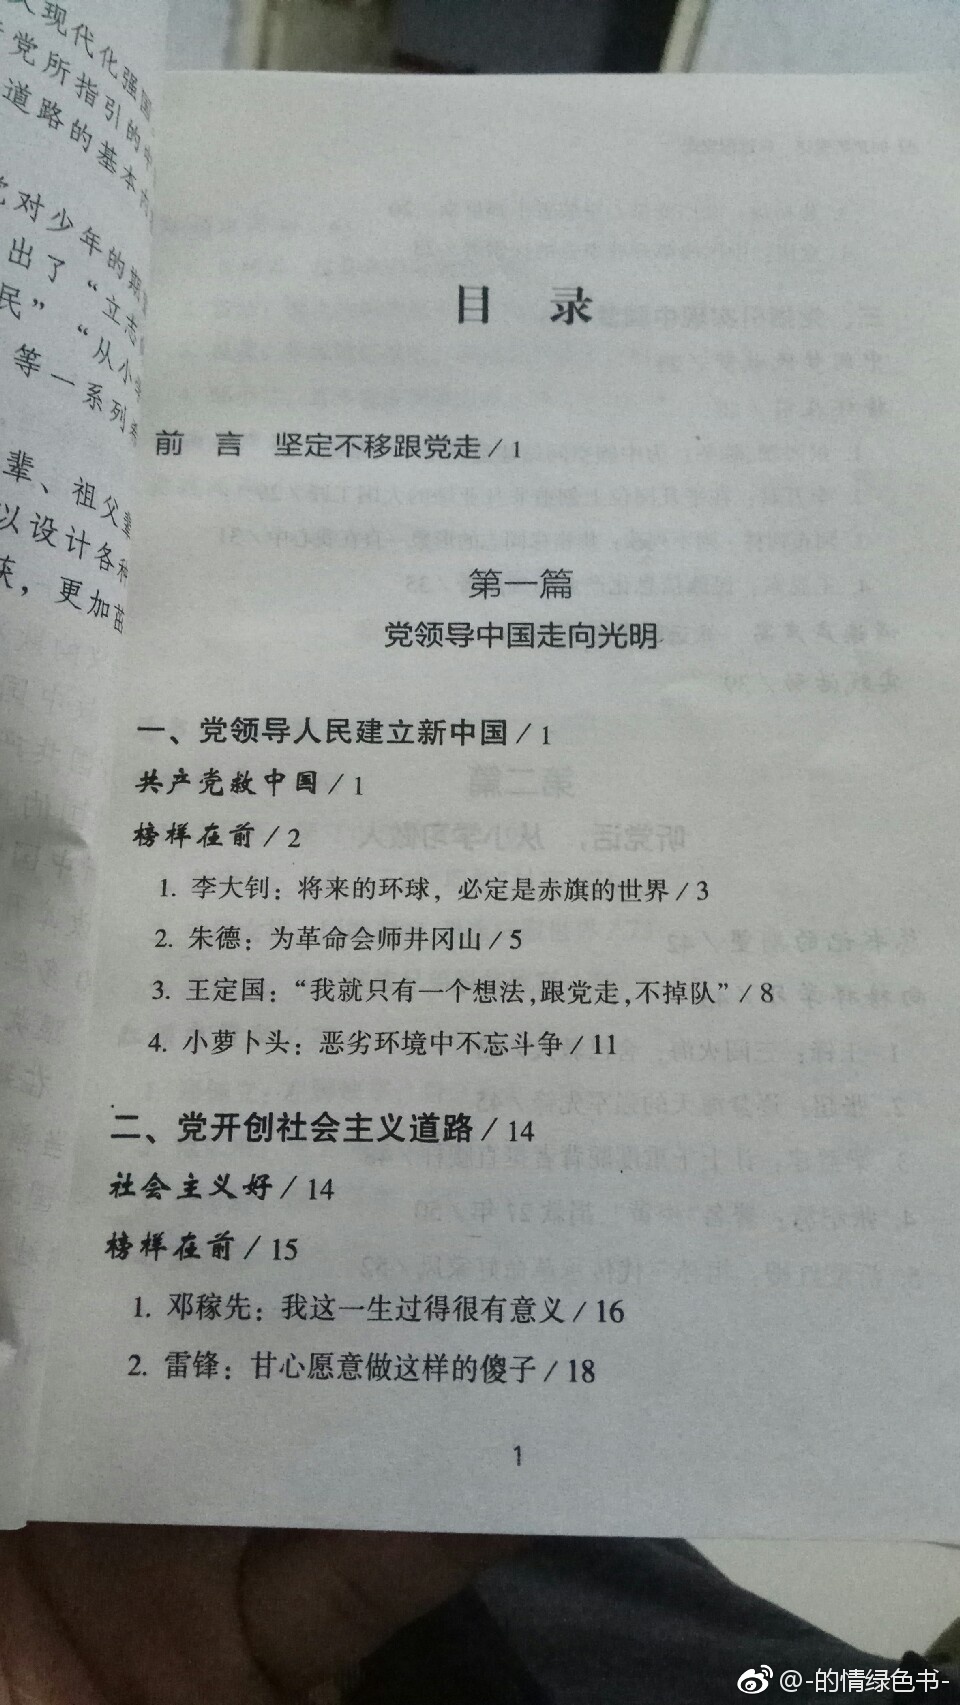 人现代化强国
党所指引的中
道路的基本
对少年的期
出了“立志
民”“从小学
等一系列
辈、祖父辈
以设计各种
获，更加茁
目 录
前 言 坚定不移跟党走/1
第一篇
党领导中国走向光明
一、党领导人民建立新中国/1
共产党救中国/1
榜样在前/2
1. 李大钊：将来的环球，必定是赤旗的世界/3
2. 朱德：为革命会师井冈山/5
3. 王定国：“我就只有一个想法,跟党走,不掉队”/8
4. 小萝卜头：恶劣环境中不忘斗争/11
二、党开创社会主义道路/14
社会主义好/14
榜样在前/15
1. 邓稼先：我这一生过得很有意义/16
2. 雷锋：甘心愿意做这样的傻子/18
1
@-的情绿色书-